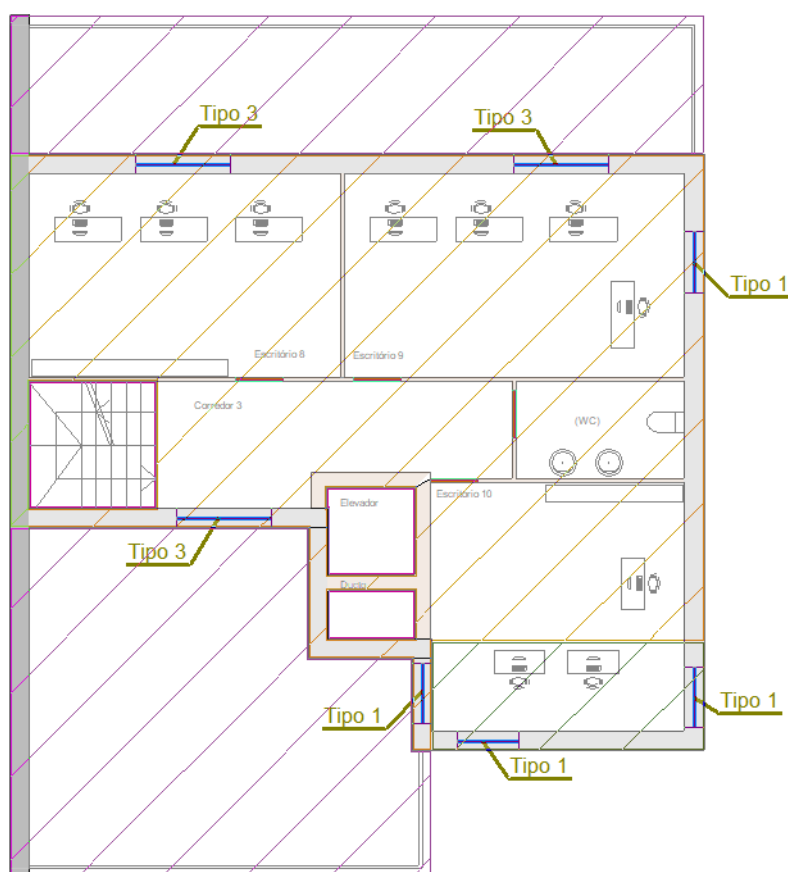 Tipo 3
Tipo 3
Tipo 1
Escritório 8
Escritório 9
Corredor 3
(WC)
Elevador
Escritório 10
Tipo 3
Ducto
Tipo 1
Tipo 1
Tipo 1